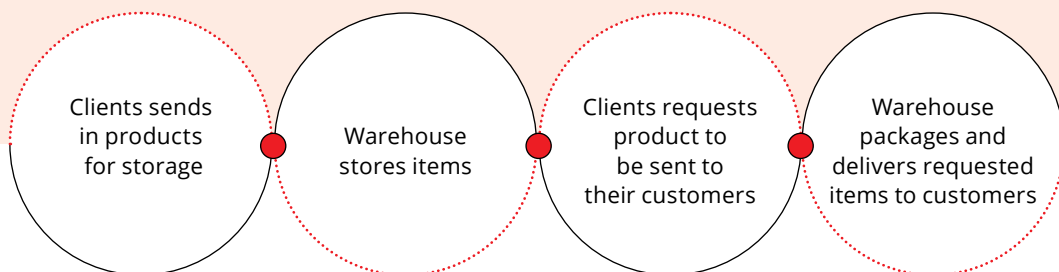 Clients sends
in products
for storage
Warehouse
stores items
Clients requests
product to
be sent to
their customers
Warehouse
packages and
delivers requested
items to customers